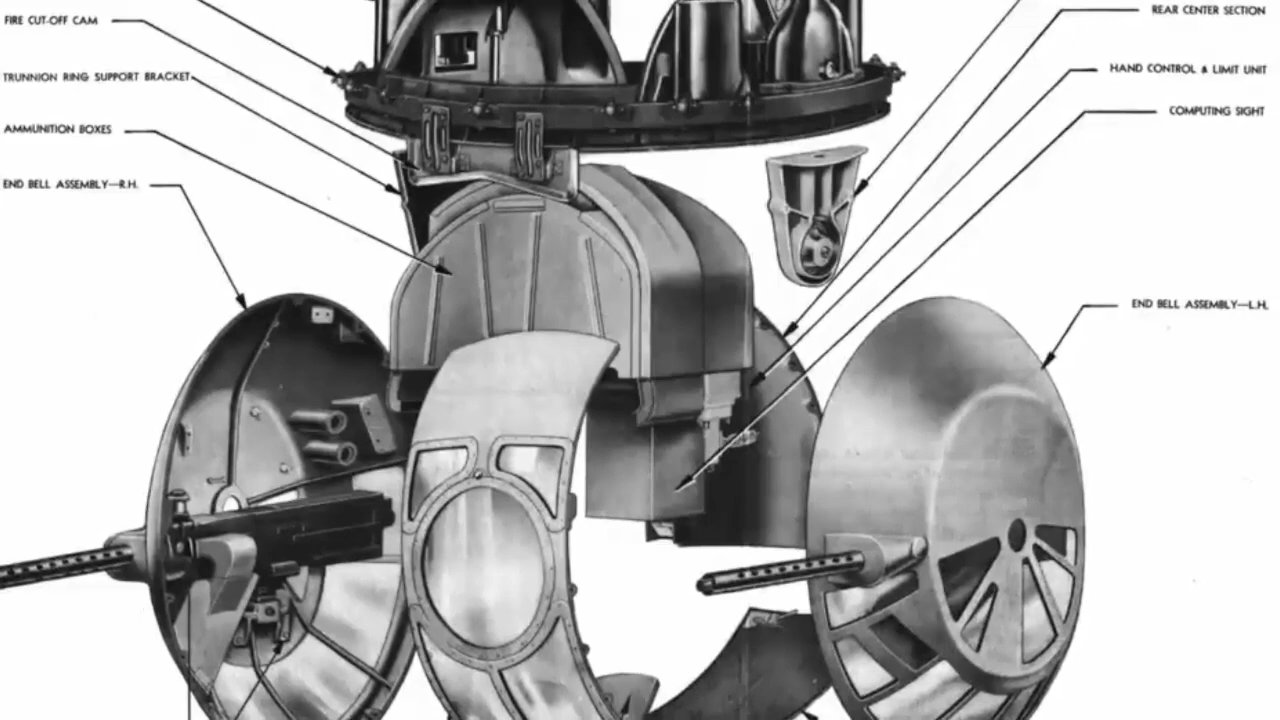 FIRE CUT-OFF CAM
TRUNNION RING SUPPORT BRACKET
AMMUNITION BOXES
END BELL ASSEMBLY—R.H.
REAR CENTER SECTION
HAND CONTROL & LIMIT UNIT
COMPUTING SIGHT
END BELL ASSEMBLY—L.H.